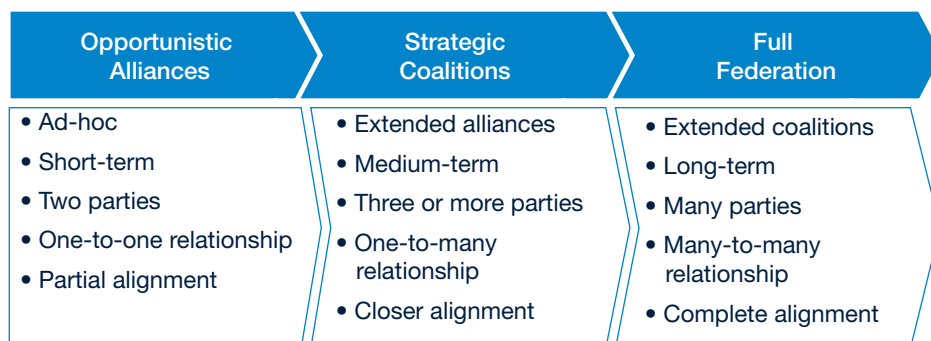 Opportunistic
Alliances
• Ad-hoc
• Short-term
• Two parties
• One-to-one relationship
• Partial alignment
Strategic
Coalitions
• Extended alliances
• Medium-term
• Three or more parties
• One-to-many
relationship
• Closer alignment
Full
Federation
• Extended coalitions
• Long-term
• Many parties
• Many-to-many
relationship
• Complete alignment